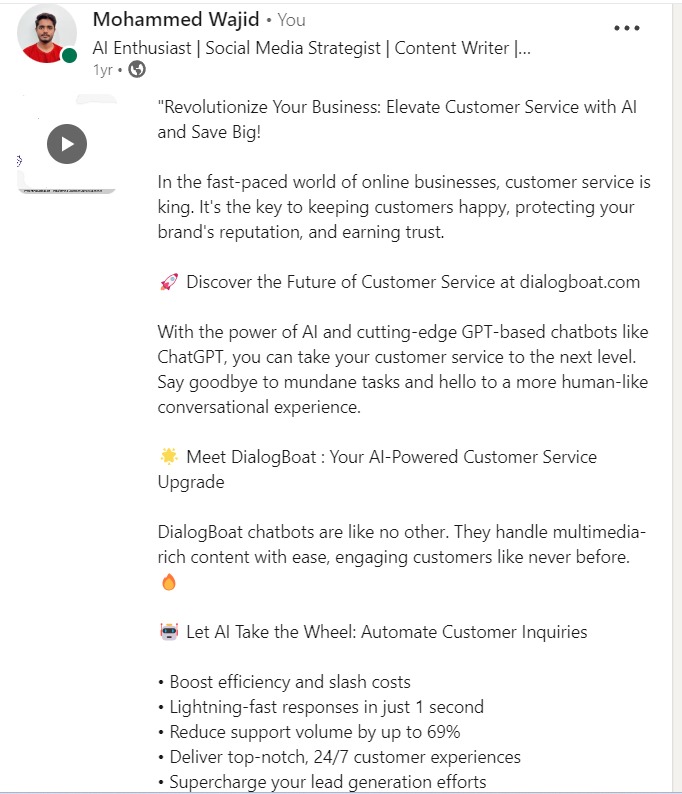 Mohammed Wajid • You
AI Enthusiast | Social Media Strategist | Content Writer |...
1yr •
"Revolutionize Your Business: Elevate Customer Service with AI
and Save Big!
In the fast-paced world of online businesses, customer service is
king. It's the key to keeping customers happy, protecting your
brand's reputation, and earning trust.
🚀 Discover the Future of Customer Service at dialogboat.com
With the power of AI and cutting-edge GPT-based chatbots like
ChatGPT, you can take your customer service to the next level.
Say goodbye to mundane tasks and hello to a more human-like
conversational experience.
🌟 Meet DialogBoat : Your AI-Powered Customer Service
Upgrade
DialogBoat chatbots are like no other. They handle multimedia-
rich content with ease, engaging customers like never before.
🔥
🤖 Let AI Take the Wheel: Automate Customer Inquiries
• Boost efficiency and slash costs
• Lightning-fast responses in just 1 second
• Reduce support volume by up to 69%
• Deliver top-notch, 24/7 customer experiences
• Supercharge your lead generation efforts